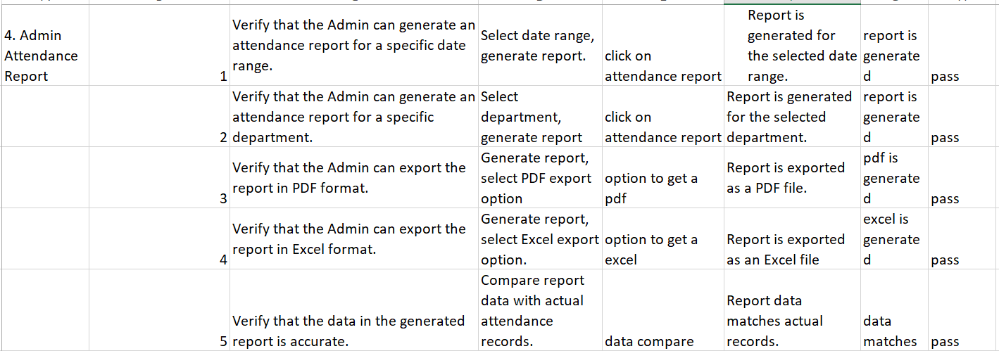 4. Admin
Attendance
Report
1
Verify that the Admin can generate an
attendance report for a specific date
range.
Select date range,
generate report.
click on
attendance report
Report is
generated for
the selected date
range.
report is
generate
d
pass
2
Verify that the Admin can generate an
attendance report for a specific
department.
Select
department,
generate report
click on
attendance report
Report is generated
for the selected
department.
report is
generate
d
pass
3
Verify that the Admin can export the
report in PDF format.
Generate report,
select PDF export
option
option to get a
pdf
Report is exported
as a PDF file.
pdf is
generate
d
pass
4
Verify that the Admin can export the
report in Excel format.
Generate report,
select Excel export
option.
option to get a
excel
Report is exported
as an Excel file
excel is
generate
d
pass
5
Verify that the data in the generated
report is accurate.
Compare report
data with actual
attendance
records.
data compare
Report data
matches actual
records.
data
matches
pass